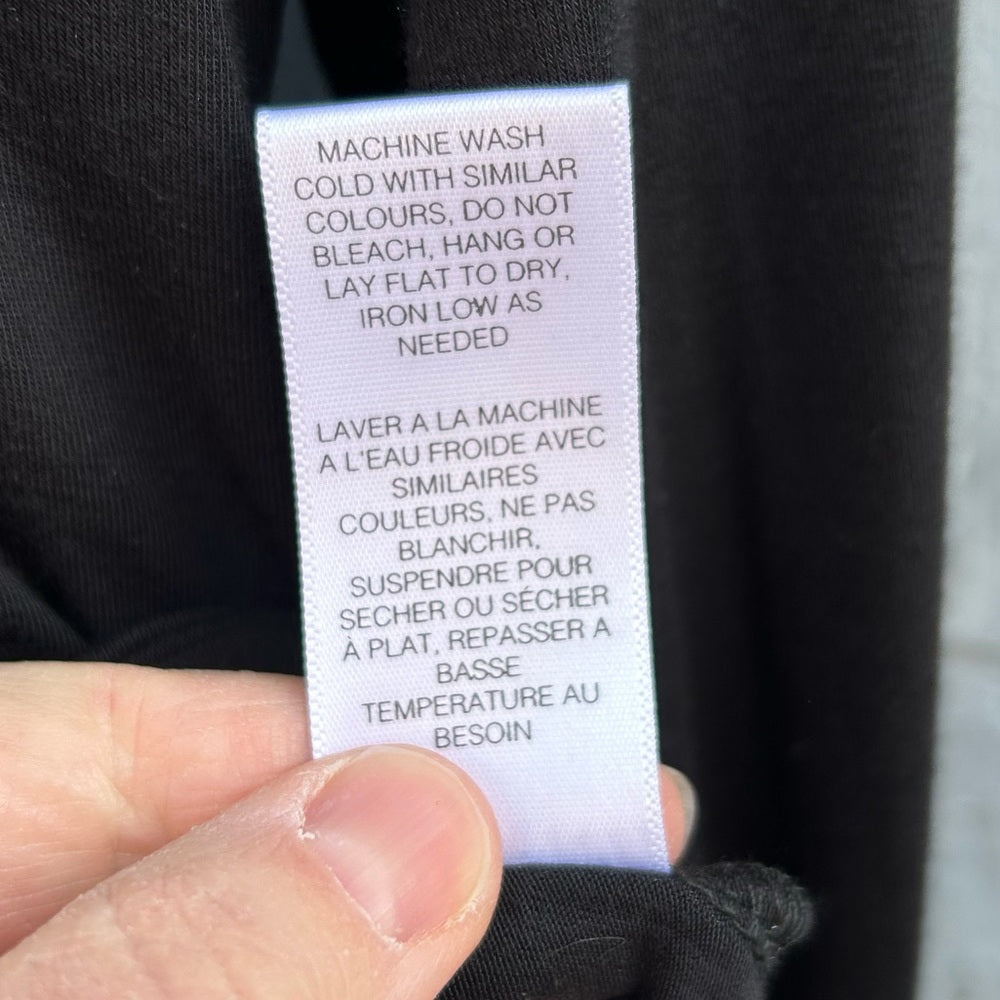 MACHINE WASH
COLD WITH SIMILAR
COLOURS, DO NOT
BLEACH, HANG OR
LAY FLAT TO DRY,
IRON LOW AS
NEEDED
LAVER A LA MACHINE
A L'EAU FROIDE AVEC
SIMILAIRES
COULEURS, NE PAS
BLANCHIR,
SUSPENDRE POUR
SECHER OU SÉCHER
À PLAT, REPASSER A
BASSE
TEMPERATURE AU
BESOIN